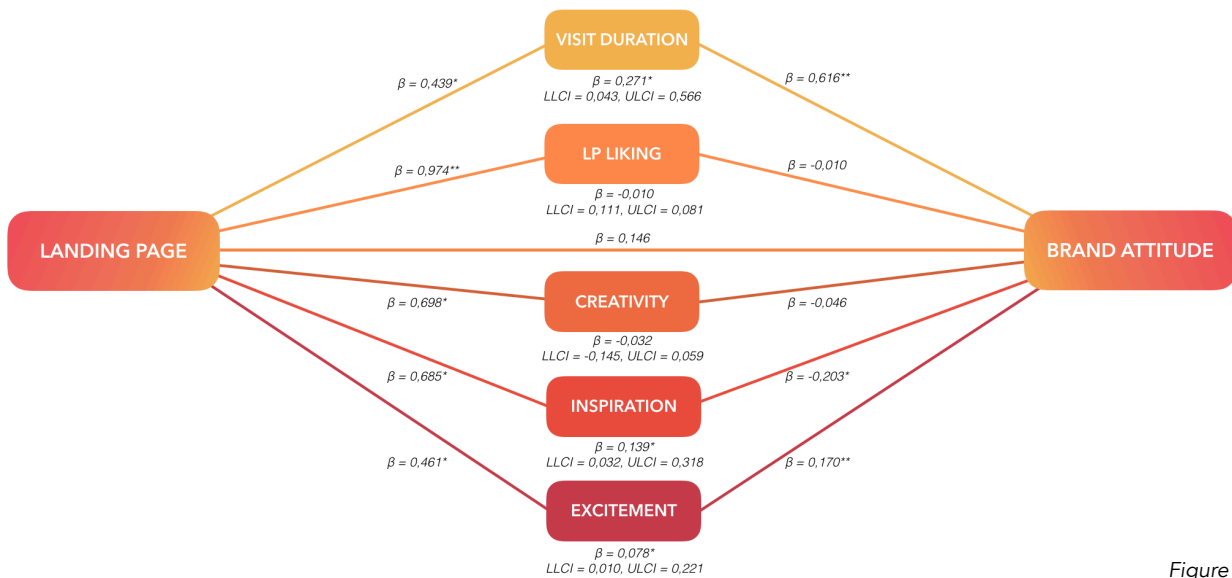 VISIT DURATION
β = 0,439*
β = 0,271*
LLCI = 0,043, ULCI = 0,566
β = 0,616**
LP LIKING
β = 0,974**
β = -0,010
β = -0,010
LLCI = 0,111, ULCI = 0,081
LANDING PAGE
β = 0,146
BRAND ATTITUDE
CREATIVITY
β = 0,698*
β = -0,046
β = -0,032
LLCI = -0,145, ULCI = 0,059
β = 0,685*
INSPIRATION
β = -0,203*
β = 0,139*
LLCI = 0,032, ULCI = 0,318
β = 0,461*
β = 0,170**
EXCITEMENT
β = 0,078*
LLCI = 0,010, ULCI = 0,221
Figure